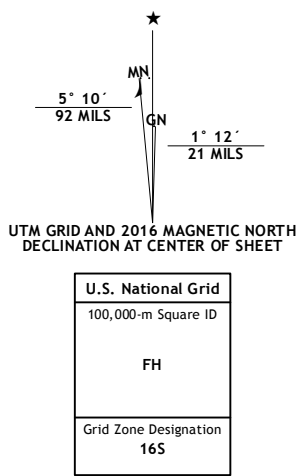 ★
MN.
GN
5° 10´
92 MILS
1° 12´
21 MILS
UTM GRID AND 2016 MAGNETIC NORTH
DECLINATION AT CENTER OF SHEET
U.S. National Grid
100,000-m Square ID
FH
Grid Zone Designation
16S